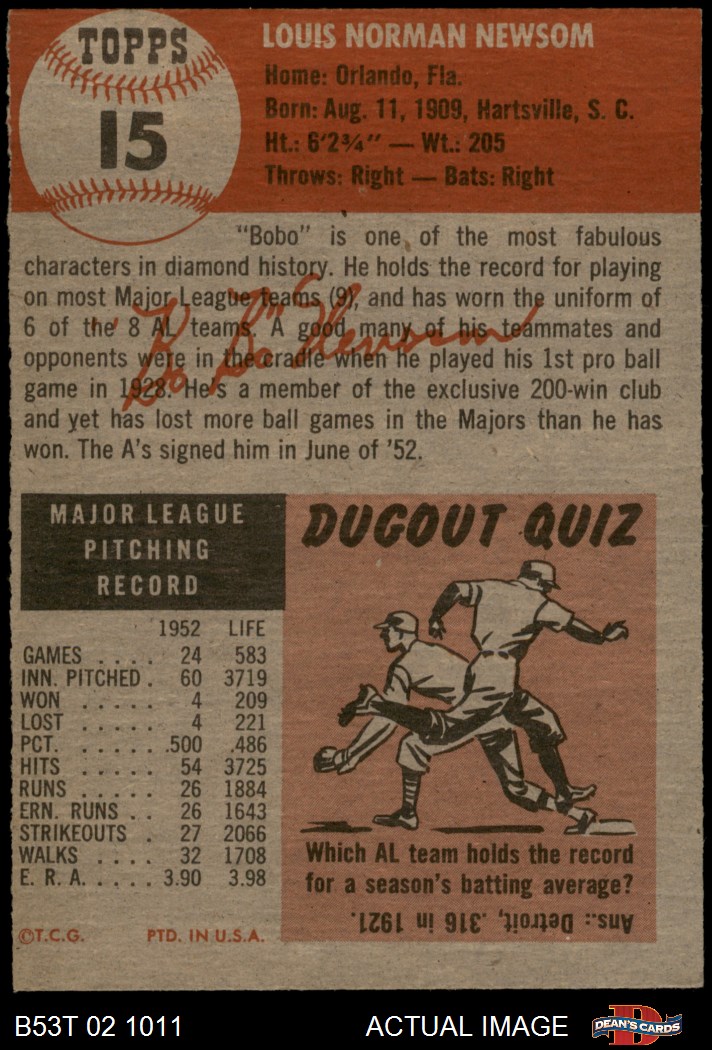 TOPPS
15
LOUIS NORMAN NEWSOM
Home: Orlando, Fla.
Born: Aug. 11, 1909, Hartsville, S. C.
Ht.: 6'2¾" — Wt.: 205
Throws: Right — Bats: Right
"Bobo" is one of the most fabulous
characters in diamond history. He holds the record for playing
on most Major League teams (9), and has worn the uniform of
6 of the 8 AL teams. A good many of his teammates and
opponents were in the cradle when he played his 1st pro ball
game in 1928. He's a member of the exclusive 200-win club
and yet has lost more ball games in the Majors than he has
won. The A's signed him in June of '52.
"Bo Bo" Newsom
MAJOR LEAGUE
PITCHING
RECORD
1952 LIFE
GAMES . . . . 24 583
INN. PITCHED . 60 3719
WON . . . . . 4 209
LOST . . . . . 4 221
PCT. . . . . . .500 .486
HITS . . . . . 54 3725
RUNS . . . . . 26 1884
ERN. RUNS . . 26 1643
STRIKEOUTS . 27 2066
WALKS . . . . 32 1708
E. R. A. . . . . 3.90 3.98
©T.C.G. PTD. IN U.S.A.
DUGOUT QUIZ
Which AL team holds the record
for a season's batting average?
Ans.: Detroit, .316 in 1921.
B53T 02 1011 ACTUAL IMAGE
D
DEAN'S CARDS